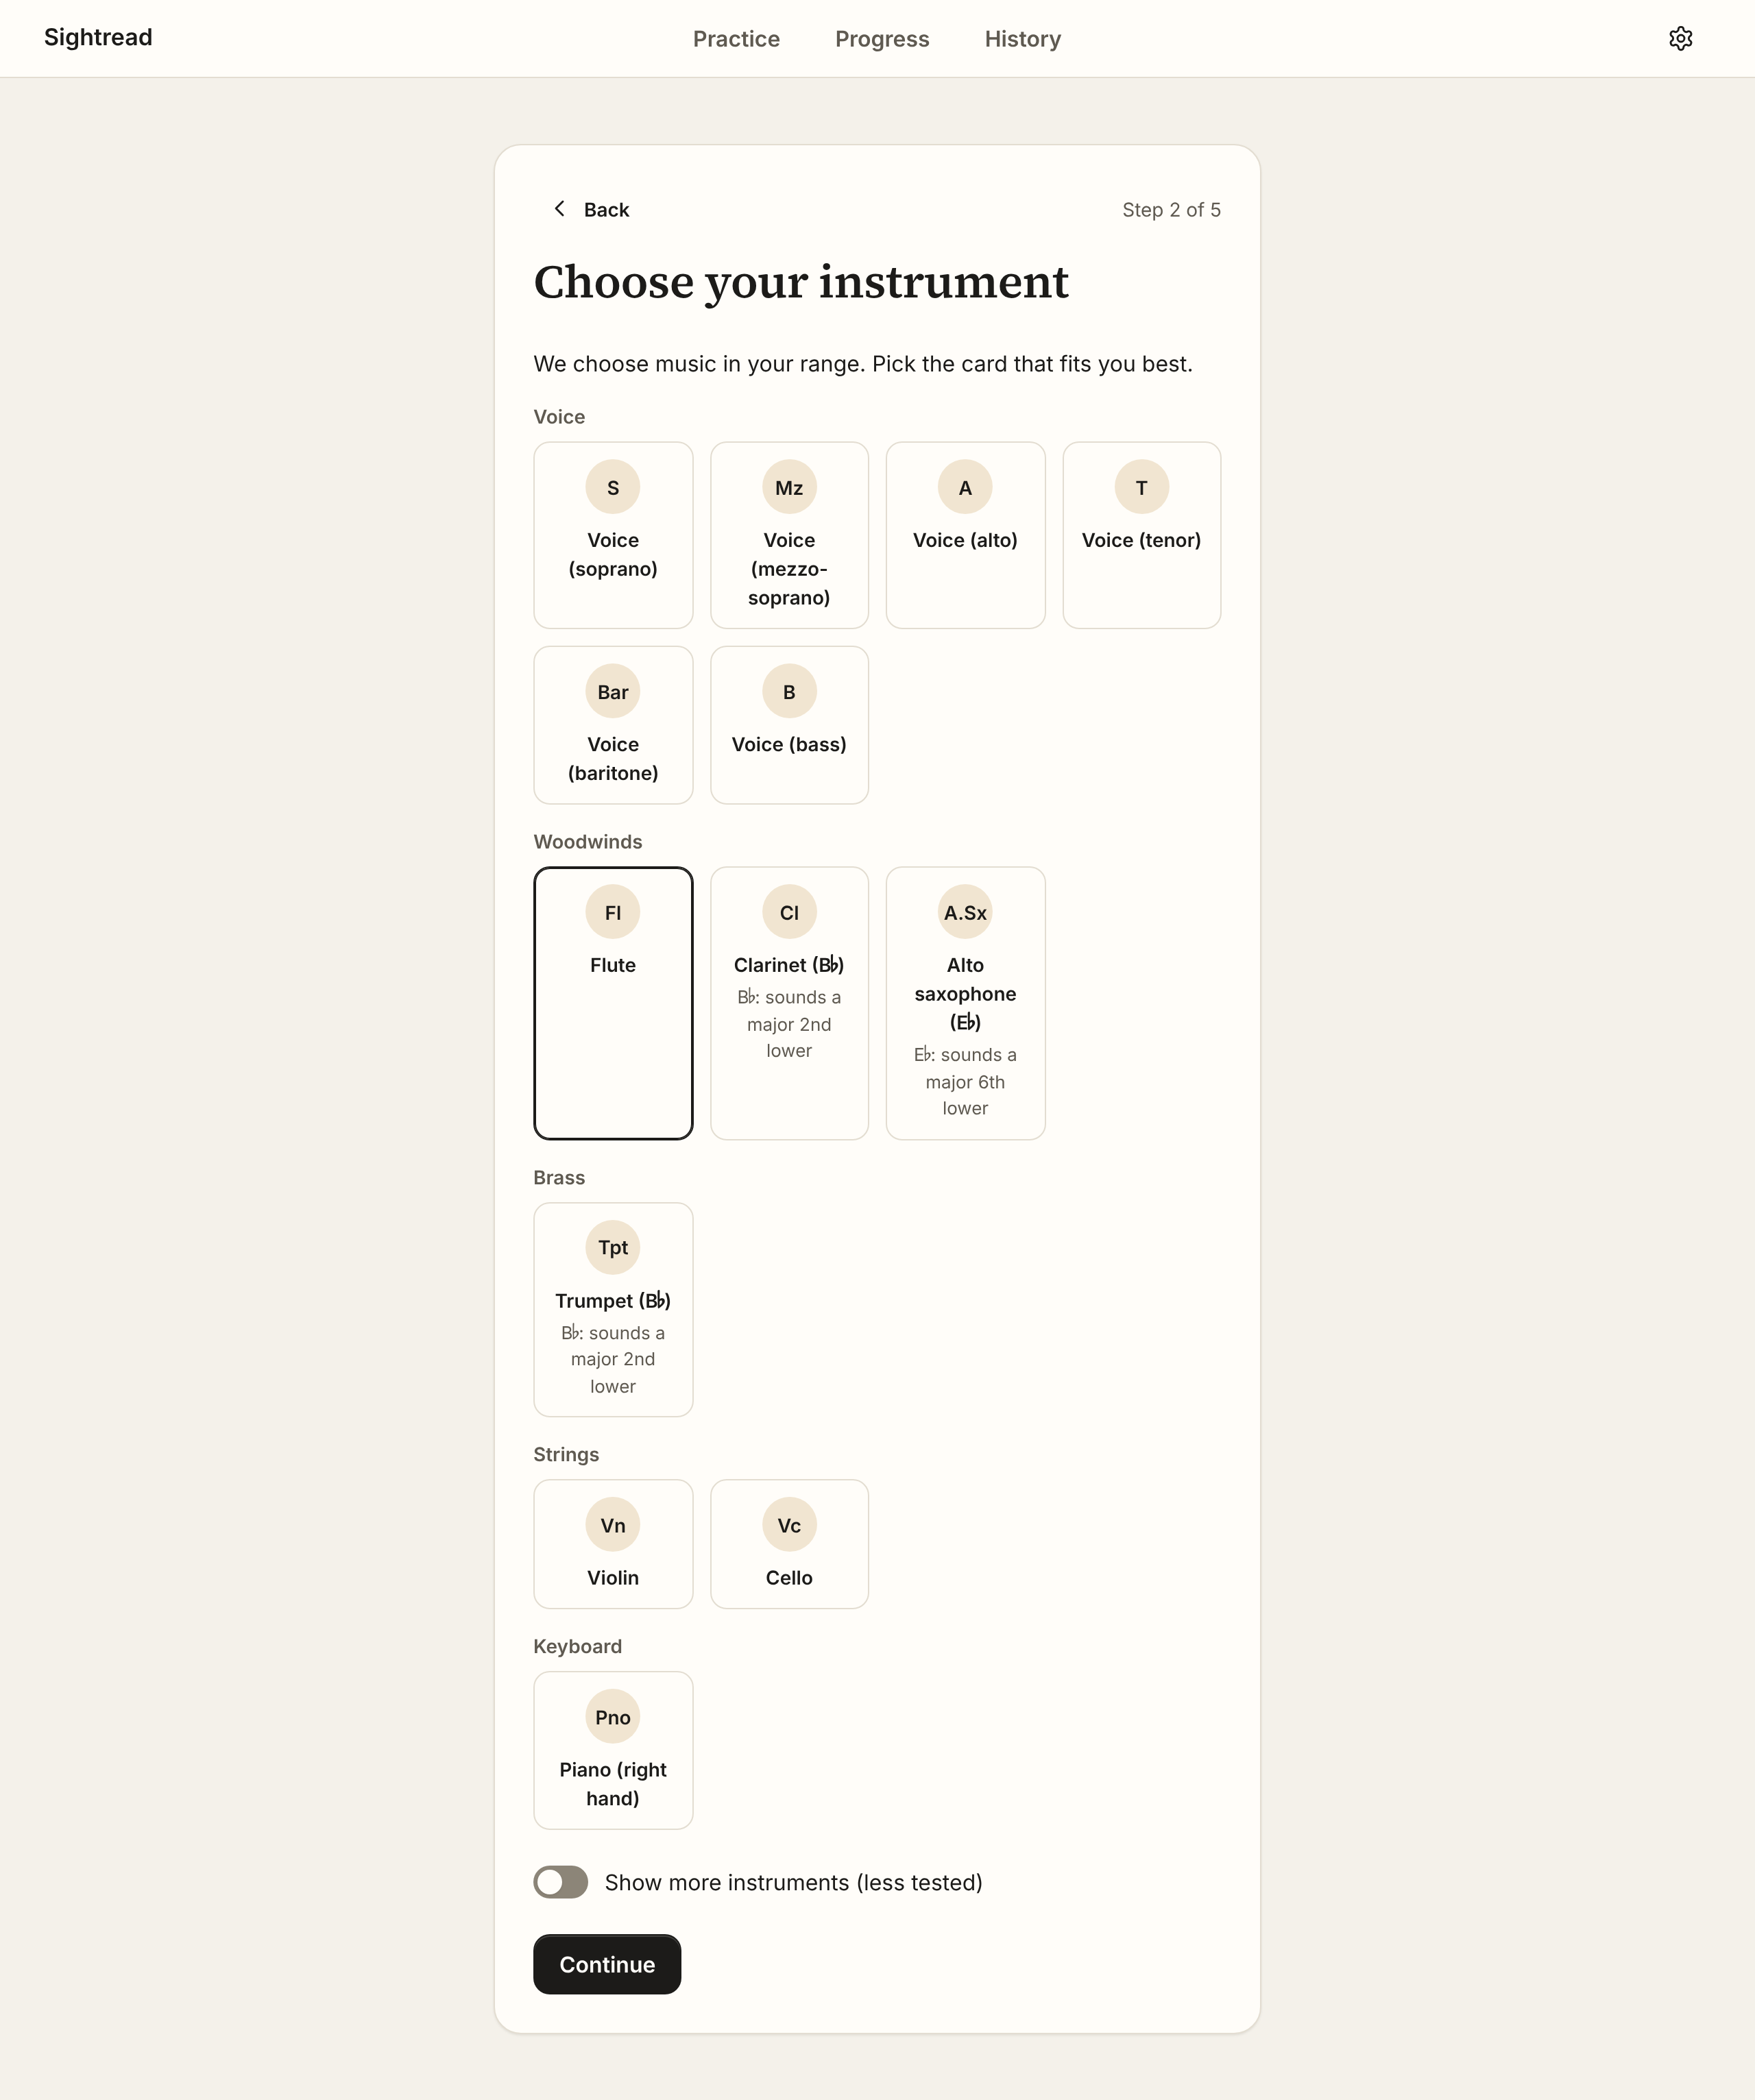 Sightread
Practice Progress History
Back
Step 2 of 5
Choose your instrument
We choose music in your range. Pick the card that fits you best.
Voice
S
Voice
(soprano)
Mz
Voice
(mezzo-
soprano)
A
Voice (alto)
T
Voice (tenor)
Bar
Voice
(baritone)
B
Voice (bass)
Woodwinds
Fl
Flute
Cl
Clarinet (B♭)
B♭: sounds a
major 2nd
lower
A.Sx
Alto
saxophone
(E♭)
E♭: sounds a
major 6th
lower
Brass
Tpt
Trumpet (B♭)
B♭: sounds a
major 2nd
lower
Strings
Vn
Violin
Vc
Cello
Keyboard
Pno
Piano (right
hand)
Show more instruments (less tested)
Continue